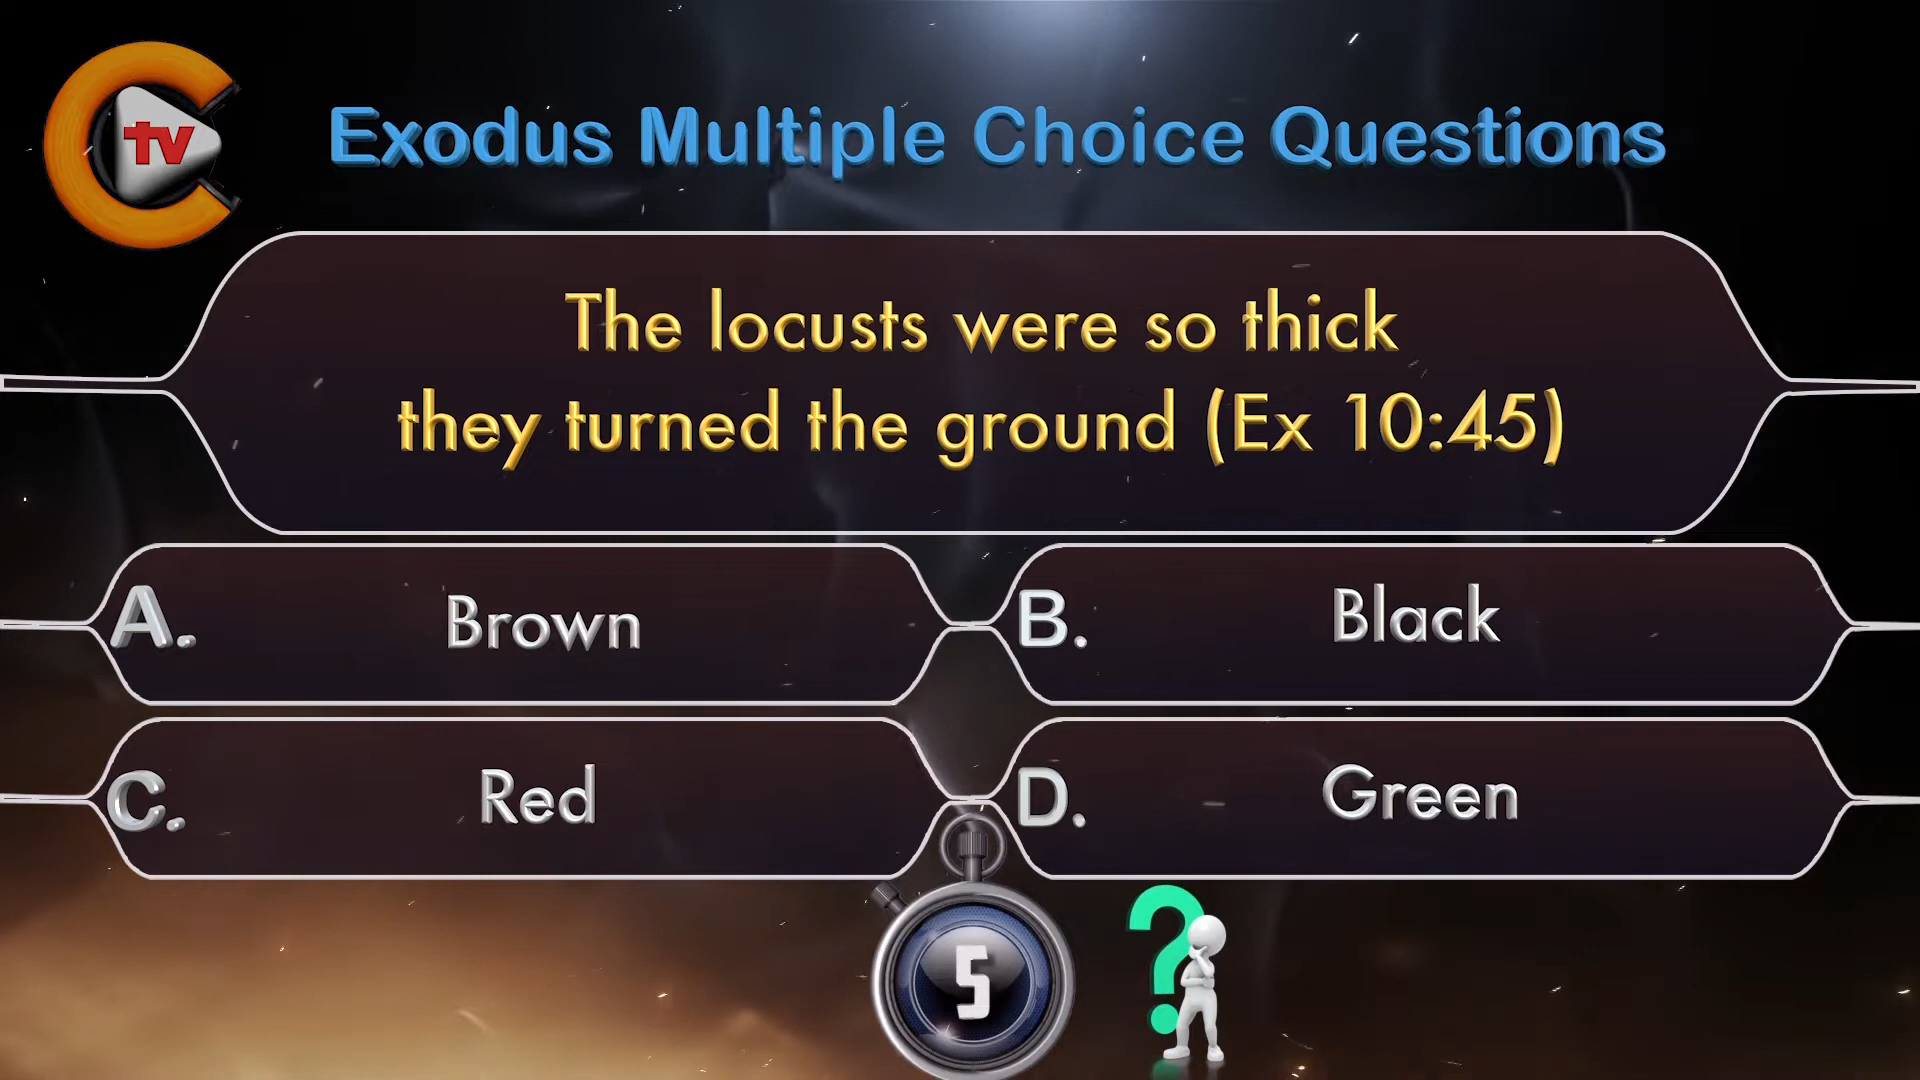 tv
Exodus Multiple Choice Questions
The locusts were so thick
they turned the ground (Ex 10:45)
A. Brown
B. Black
C. Red
D. Green
5
?